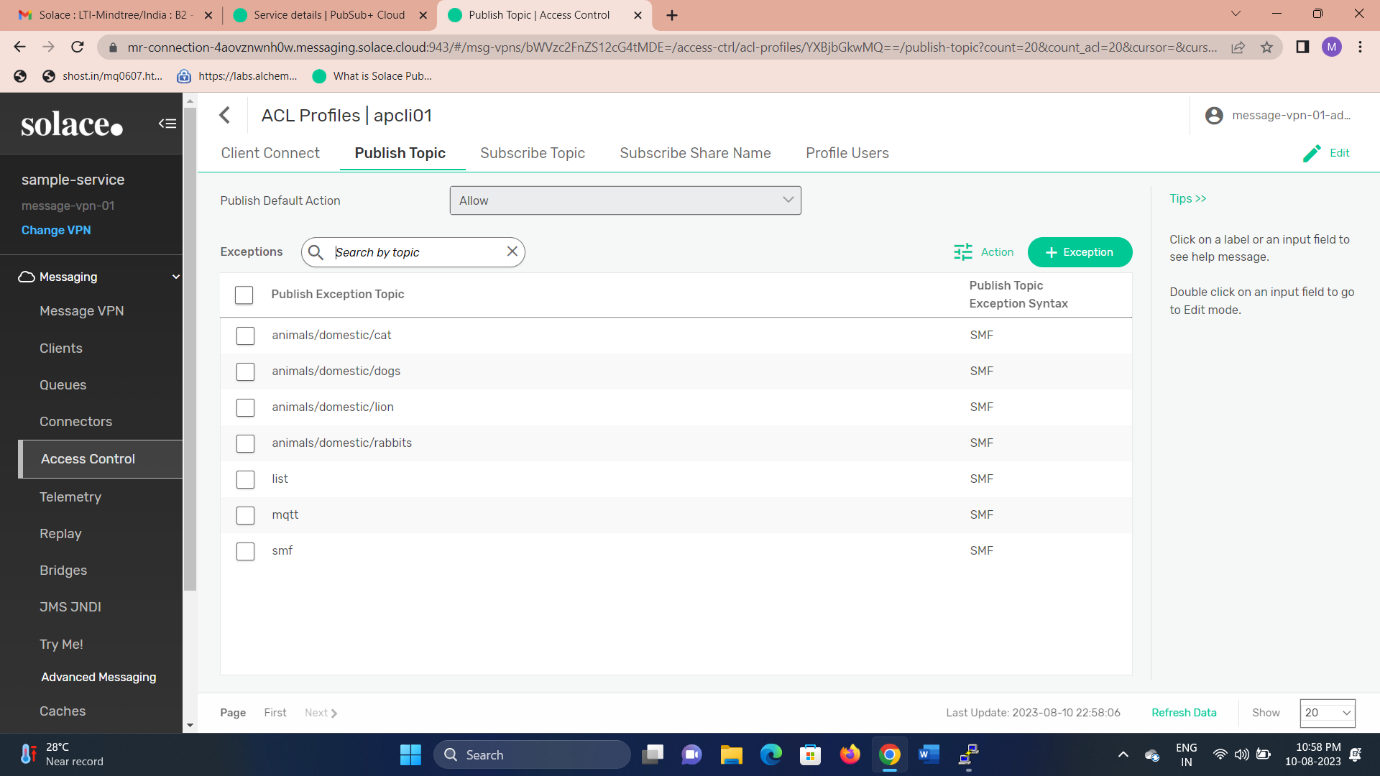 Solace : LTI-Mindtree/India : B2 -
Service details | PubSub+ Cloud
Publish Topic | Access Control
mr-connection-4aovznwnh0w.messaging.solace.cloud:943/#/msg-vpns/bWVzc2FnZS12cG4tMDE=/access-ctrl/acl-profiles/YXBjbGkwMQ==/publish-topic?count=20&count_acl=20&cursor=&curs...
M
shost.in/mq0607.ht...
https://labs.alchem...
What is Solace Pub...
solace.
ACL Profiles | apcli01
message-vpn-01-ad...
Client Connect
Publish Topic
Subscribe Topic
Subscribe Share Name
Profile Users
Edit
sample-service
message-vpn-01
Change VPN
Messaging
Message VPN
Clients
Queues
Connectors
Access Control
Telemetry
Replay
Bridges
JMS JNDI
Try Me!
Advanced Messaging
Caches
Publish Default Action
Allow
Exceptions
Search by topic
Action
+ Exception
Publish Exception Topic
Publish Topic
Exception Syntax
animals/domestic/cat SMF
animals/domestic/dogs SMF
animals/domestic/lion SMF
animals/domestic/rabbits SMF
list SMF
mqtt SMF
smf SMF
Tips >>
Click on a label or an input field to
see help message.
Double click on an input field to go
to Edit mode.
Page First Next
Last Update: 2023-08-10 22:58:06
Refresh Data
Show
20
28°C
Near record
Search
ENG
IN
10:58 PM
10-08-2023